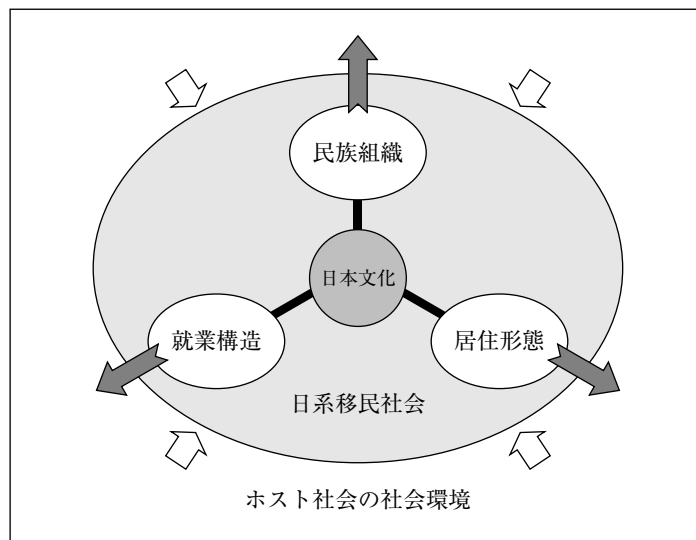 民族組織
日本文化
就業構造
居住形態
日系移民社会
ホスト社会の社会環境